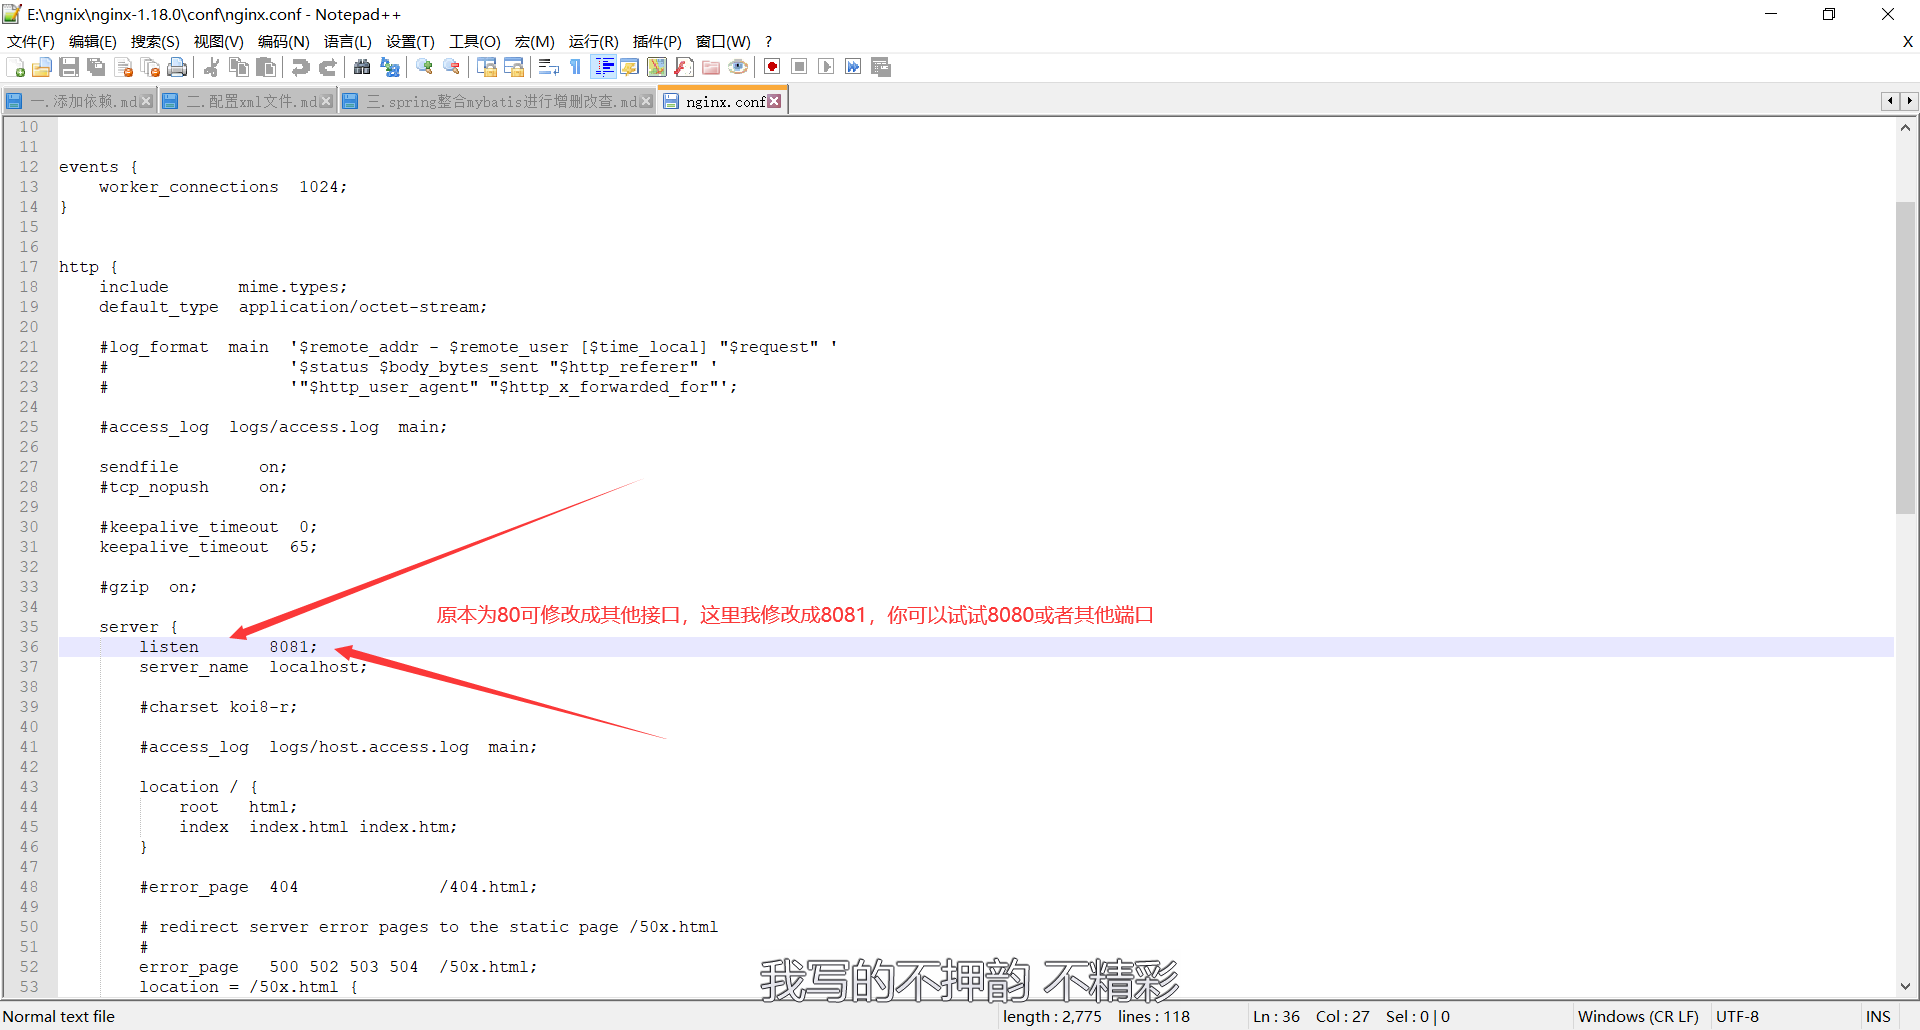 E:\ngnix\nginx-1.18.0\conf\nginx.conf - Notepad++
文件(F) 编辑(E) 搜索(S) 视图(V) 编码(N) 语言(L) 设置(T) 工具(O) 宏(M) 运行(R) 插件(P) 窗口(W) ? X
一.添加依赖.md 二.配置xml文件.md 三.spring整合mybatis进行增删改查.md nginx.conf
10
11
12 events {
13     worker_connections  1024;
14 }
15
16
17 http {
18     include       mime.types;
19     default_type  application/octet-stream;
20
21     #log_format  main  '$remote_addr - $remote_user [$time_local] "$request" '
22     #                  '$status $body_bytes_sent "$http_referer" '
23     #                  '"$http_user_agent" "$http_x_forwarded_for"';
24
25     #access_log  logs/access.log  main;
26
27     sendfile        on;
28     #tcp_nopush     on;
29
30     #keepalive_timeout  0;
31     keepalive_timeout  65;
32
33     #gzip  on;
34
原本为80可修改成其他接口，这里我修改成8081，你可以试试8080或者其他端口
35     server {
36         listen       8081;
37         server_name  localhost;
38
39         #charset koi8-r;
40
41         #access_log  logs/host.access.log  main;
42
43         location / {
44             root   html;
45             index  index.html index.htm;
46         }
47
48         #error_page  404              /404.html;
49
50         # redirect server error pages to the static page /50x.html
51         #
52         error_page   500 502 503 504  /50x.html;
53         location = /50x.html {
我写的不押韵 不精彩
Normal text file length : 2,775 lines : 118 Ln : 36 Col : 27 Sel : 0 | 0 Windows (CR LF) UTF-8 INS